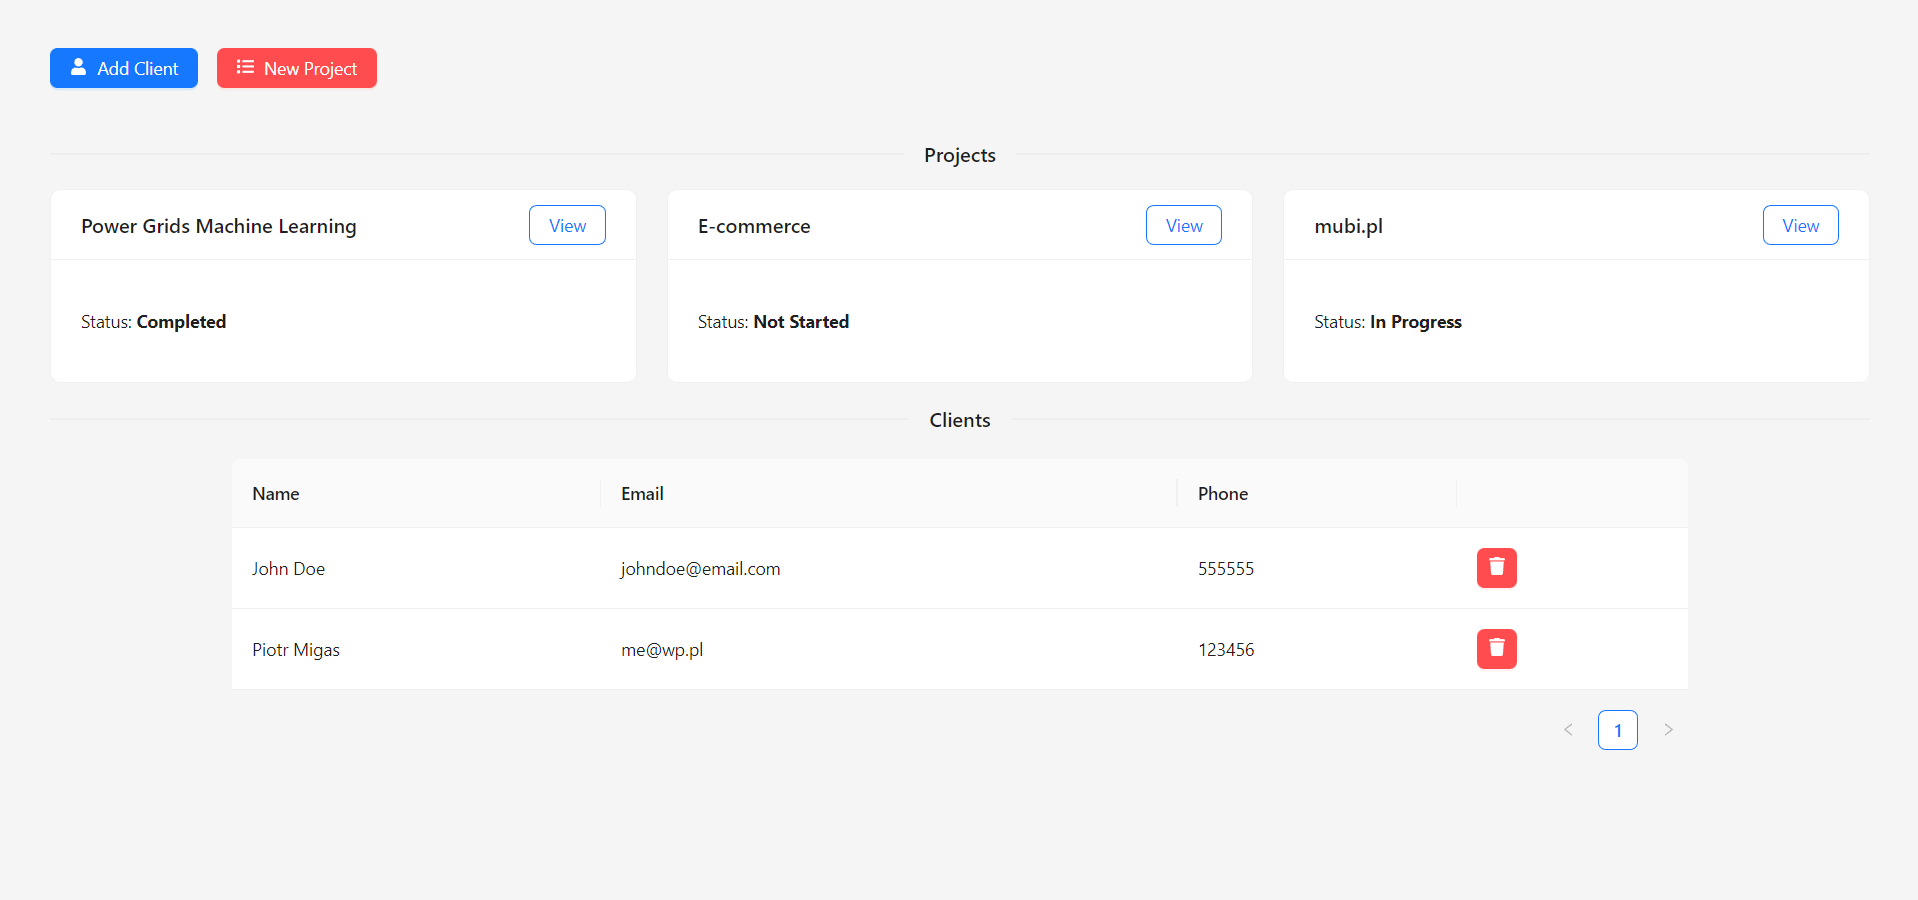 Add Client New Project
Projects
Power Grids Machine Learning View
Status: Completed
E-commerce View
Status: Not Started
mubi.pl View
Status: In Progress
Clients
Name Email Phone
John Doe johndoe@email.com 555555
Piotr Migas me@wp.pl 123456
< 1 >